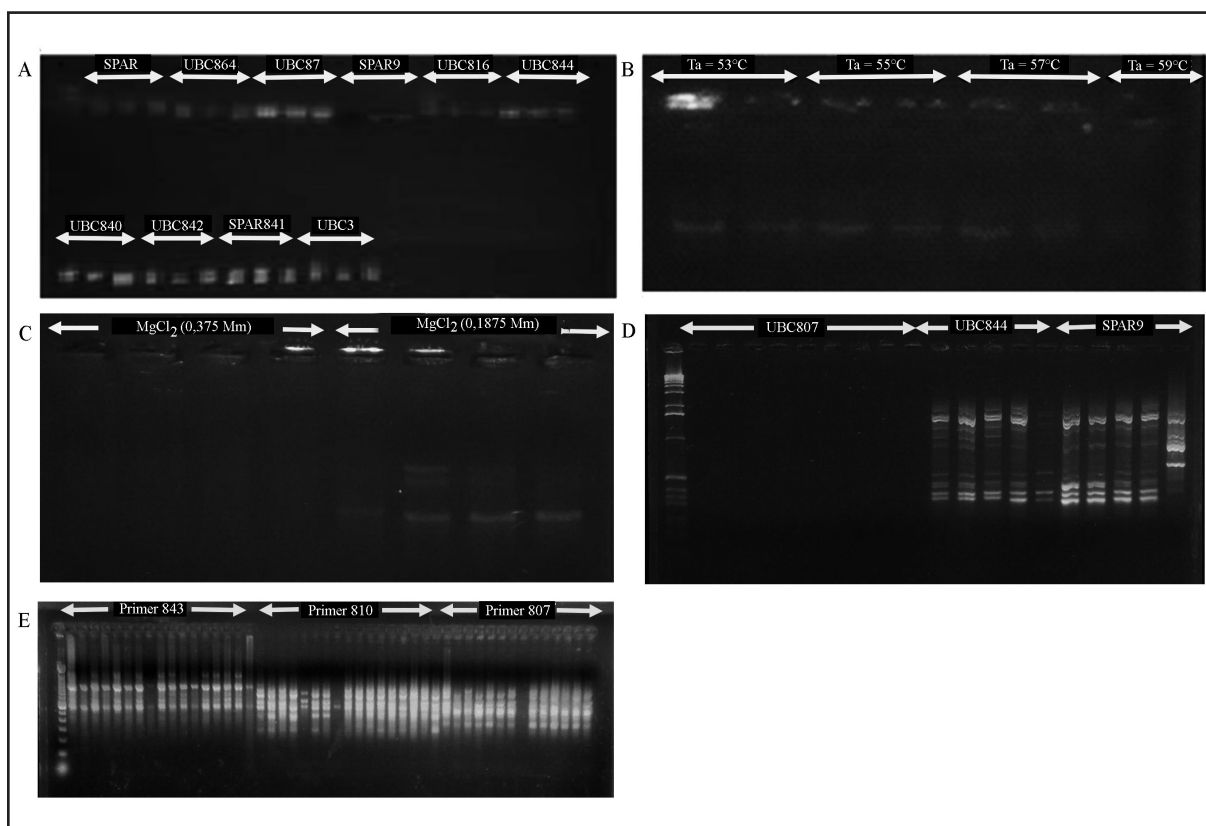 A
SPAR UBC864 UBC87 SPAR9 UBC816 UBC844
UBC840 UBC842 SPAR841 UBC3
B
Ta = 53°C Ta = 55°C Ta = 57°C Ta = 59°C
C
MgCl2 (0,375 Mm) MgCl2 (0,1875 Mm)
D
UBC807 UBC844 SPAR9
E
Primer 843 Primer 810 Primer 807